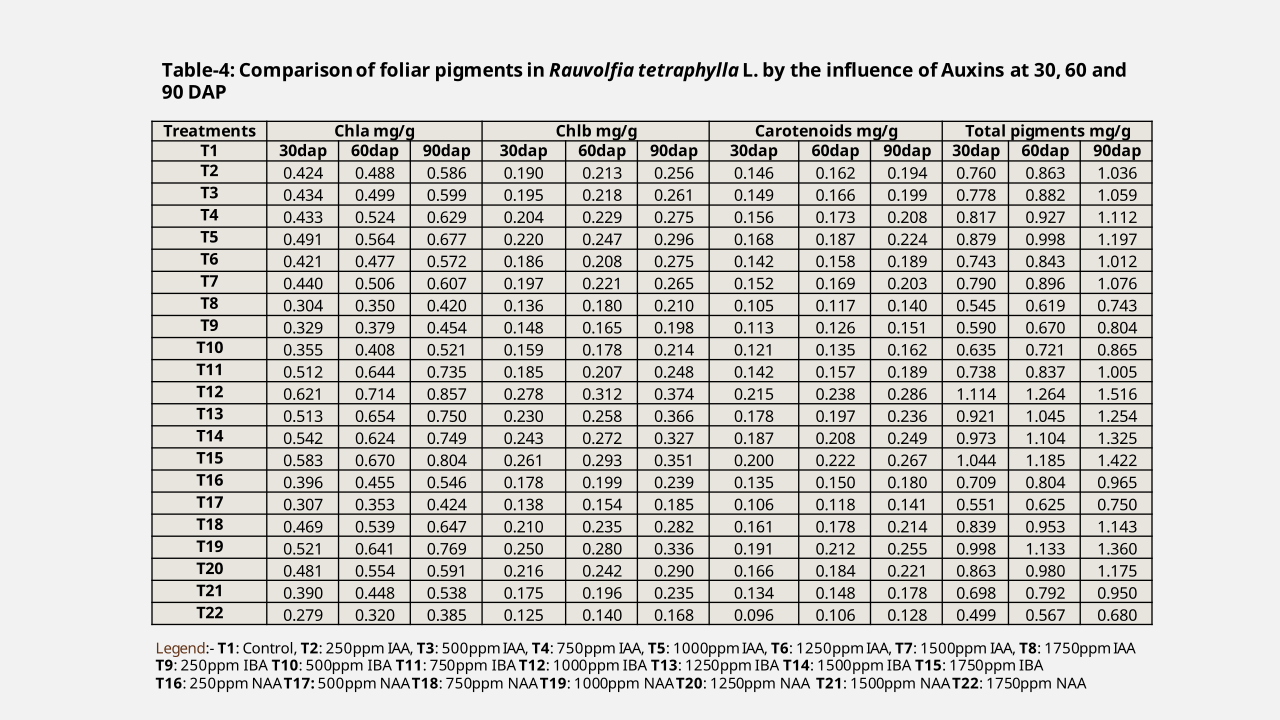 Table-4: Comparison of foliar pigments in Rauvolfia tetraphylla L. by the influence of Auxins at 30, 60 and
90 DAP
Treatments Chla mg/g Chlb mg/g Carotenoids mg/g Total pigments mg/g
T1 30dap 60dap 90dap 30dap 60dap 90dap 30dap 60dap 90dap 30dap 60dap 90dap
T2 0.424 0.488 0.586 0.190 0.213 0.256 0.146 0.162 0.194 0.760 0.863 1.036
T3 0.434 0.499 0.599 0.195 0.218 0.261 0.149 0.166 0.199 0.778 0.882 1.059
T4 0.433 0.524 0.629 0.204 0.229 0.275 0.156 0.173 0.208 0.817 0.927 1.112
T5 0.491 0.564 0.677 0.220 0.247 0.296 0.168 0.187 0.224 0.879 0.998 1.197
T6 0.421 0.477 0.572 0.186 0.208 0.275 0.142 0.158 0.189 0.743 0.843 1.012
T7 0.440 0.506 0.607 0.197 0.221 0.265 0.152 0.169 0.203 0.790 0.896 1.076
T8 0.304 0.350 0.420 0.136 0.180 0.210 0.105 0.117 0.140 0.545 0.619 0.743
T9 0.329 0.379 0.454 0.148 0.165 0.198 0.113 0.126 0.151 0.590 0.670 0.804
T10 0.355 0.408 0.521 0.159 0.178 0.214 0.121 0.135 0.162 0.635 0.721 0.865
T11 0.512 0.644 0.735 0.185 0.207 0.248 0.142 0.157 0.189 0.738 0.837 1.005
T12 0.621 0.714 0.857 0.278 0.312 0.374 0.215 0.238 0.286 1.114 1.264 1.516
T13 0.513 0.654 0.750 0.230 0.258 0.366 0.178 0.197 0.236 0.921 1.045 1.254
T14 0.542 0.624 0.749 0.243 0.272 0.327 0.187 0.208 0.249 0.973 1.104 1.325
T15 0.583 0.670 0.804 0.261 0.293 0.351 0.200 0.222 0.267 1.044 1.185 1.422
T16 0.396 0.455 0.546 0.178 0.199 0.239 0.135 0.150 0.180 0.709 0.804 0.965
T17 0.307 0.353 0.424 0.138 0.154 0.185 0.106 0.118 0.141 0.551 0.625 0.750
T18 0.469 0.539 0.647 0.210 0.235 0.282 0.161 0.178 0.214 0.839 0.953 1.143
T19 0.521 0.641 0.769 0.250 0.280 0.336 0.191 0.212 0.255 0.998 1.133 1.360
T20 0.481 0.554 0.591 0.216 0.242 0.290 0.166 0.184 0.221 0.863 0.980 1.175
T21 0.390 0.448 0.538 0.175 0.196 0.235 0.134 0.148 0.178 0.698 0.792 0.950
T22 0.279 0.320 0.385 0.125 0.140 0.168 0.096 0.106 0.128 0.499 0.567 0.680
Legend:- T1: Control, T2: 250ppm IAA, T3: 500ppm IAA, T4: 750ppm IAA, T5: 1000ppm IAA, T6: 1250ppm IAA, T7: 1500ppm IAA, T8: 1750ppm IAA
T9: 250ppm IBA T10: 500ppm IBA T11: 750ppm IBA T12: 1000ppm IBA T13: 1250ppm IBA T14: 1500ppm IBA T15: 1750ppm IBA
T16: 250ppm NAA T17: 500ppm NAA T18: 750ppm NAA T19: 1000ppm NAA T20: 1250ppm NAA T21: 1500ppm NAA T22: 1750ppm NAA